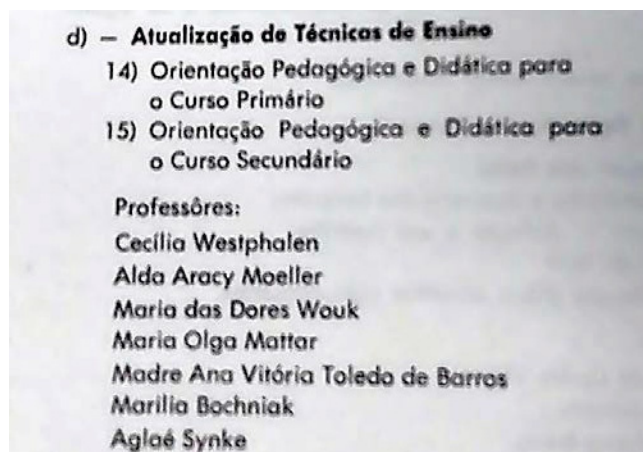 d) — Atualização de Técnicas de Ensino
14) Orientação Pedagógica e Didática para
o Curso Primário
15) Orientação Pedagógica e Didática para
o Curso Secundário
Professôres:
Cecília Westphalen
Alda Aracy Moeller
Maria das Dores Wouk
Maria Olga Mattar
Madre Ana Vitória Toledo de Barros
Marilia Bochniak
Aglaé Synke